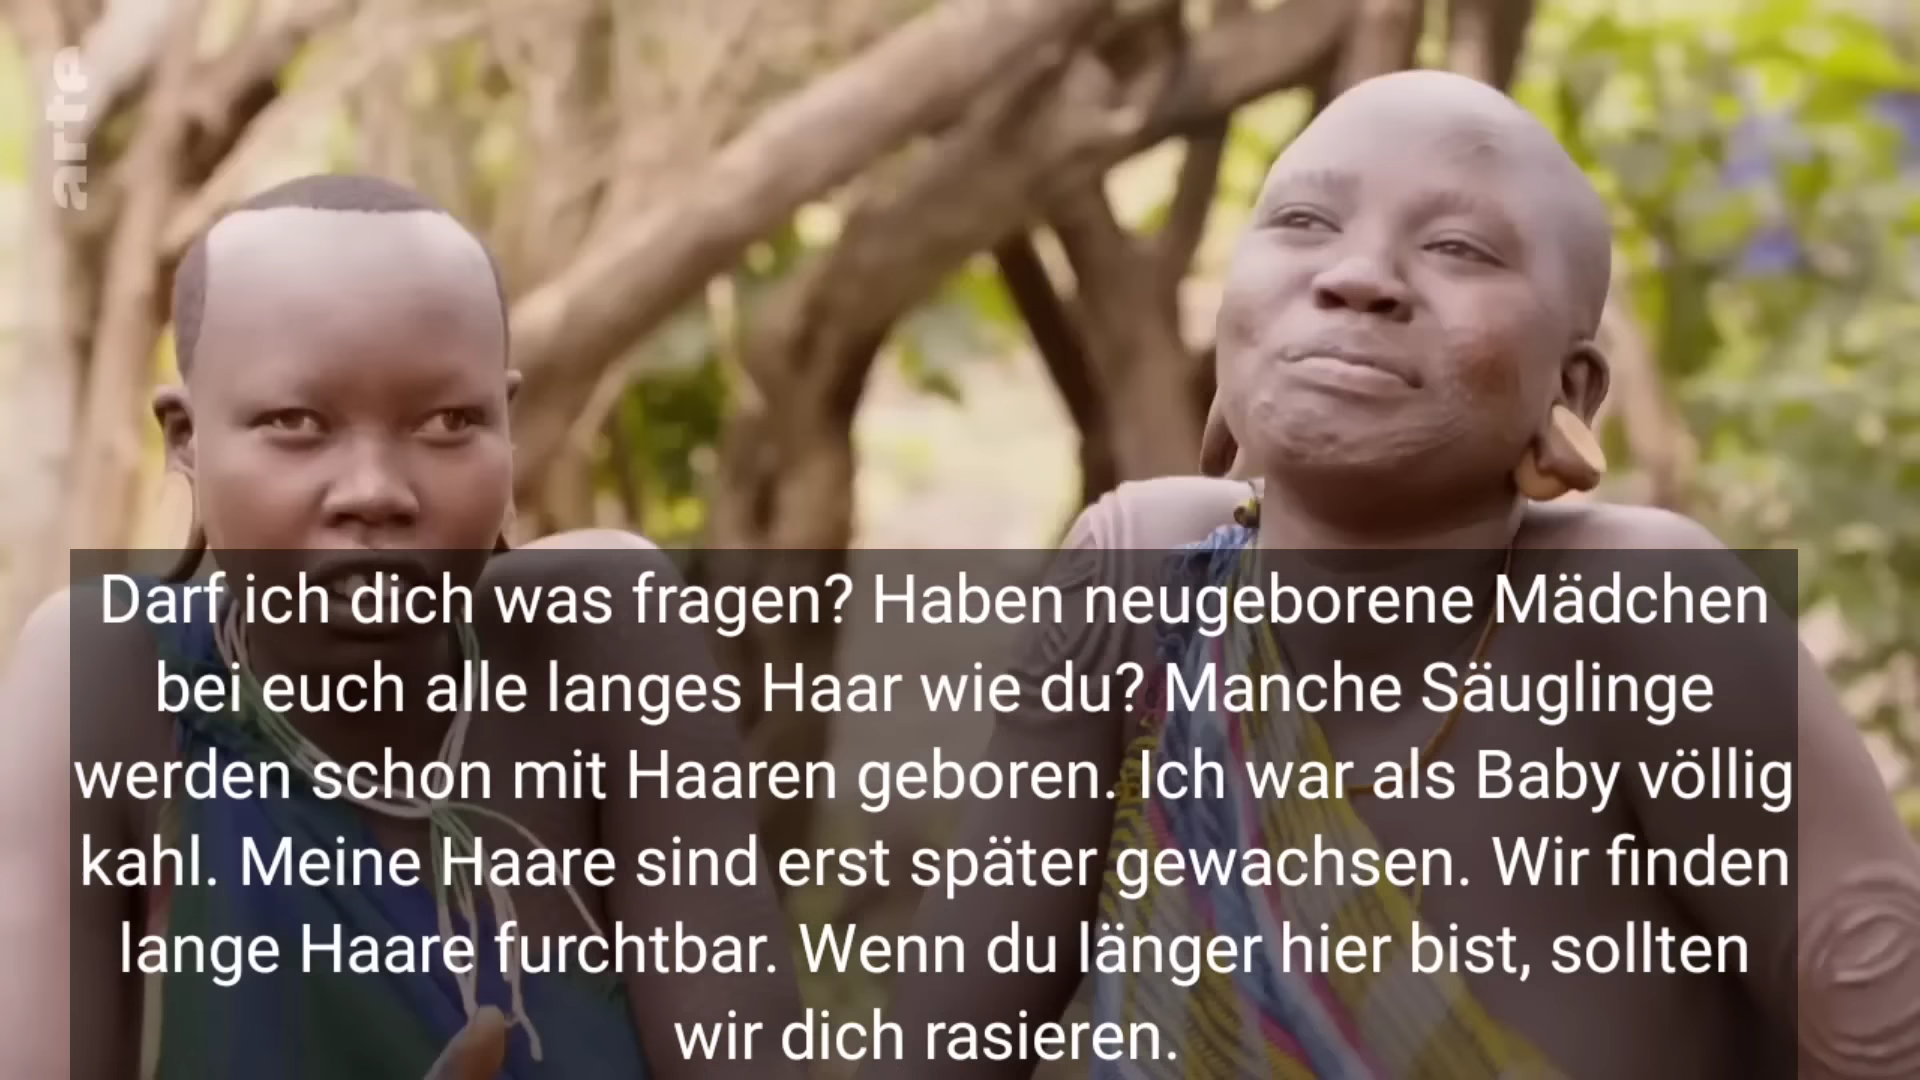 arte
Darf ich dich was fragen? Haben neugeborene Mädchen
bei euch alle langes Haar wie du? Manche Säuglinge
werden schon mit Haaren geboren. Ich war als Baby völlig
kahl. Meine Haare sind erst später gewachsen. Wir finden
lange Haare furchtbar. Wenn du länger hier bist, sollten
wir dich rasieren.